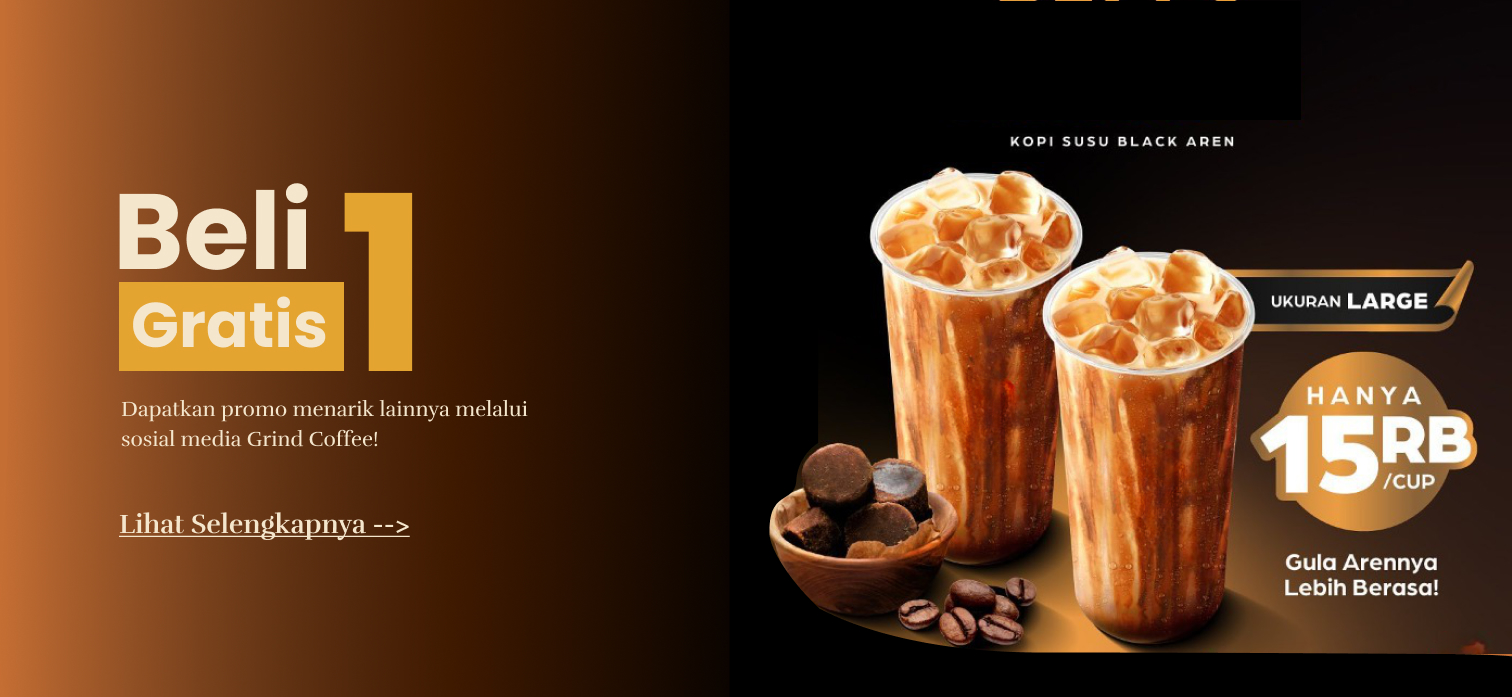 Beli 1
Gratis
Dapatkan promo menarik lainnya melalui
sosial media Grind Coffee!
Lihat Selengkapnya -->
KOPI SUSU BLACK AREN
UKURAN LARGE
HANYA
15RB
/CUP
Gula Arennya
Lebih Berasa!